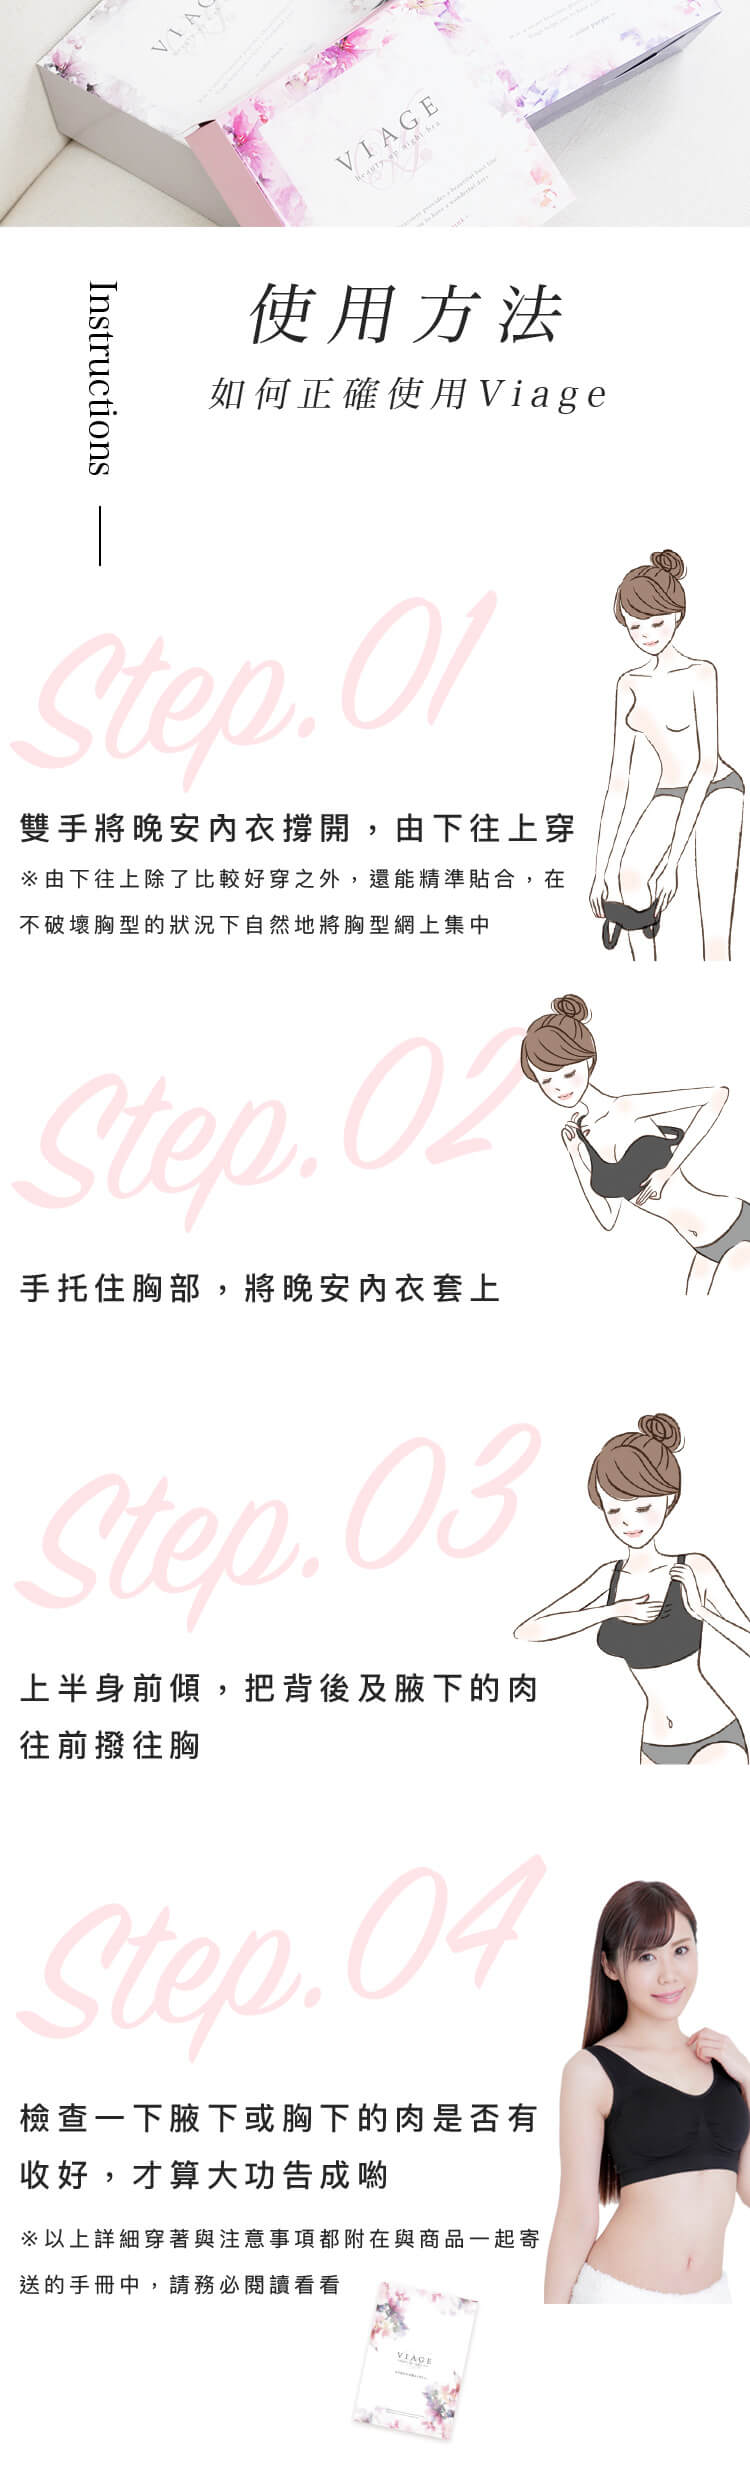 VIAGE
Beauty up night bra
使用方法
如何正確使用Viage
Instructions
Step.01
雙手將晚安內衣撐開，由下往上穿
※由下往上除了比較好穿之外，還能精準貼合，在
不破壞胸型的狀況下自然地將胸型網上集中
Step.02
手托住胸部，將晚安內衣套上
Step.03
上半身前傾，把背後及腋下的肉
往前撥往胸
Step.04
檢查一下腋下或胸下的肉是否有
收好，才算大功告成喲
※以上詳細穿著與注意事項都附在與商品一起寄
送的手冊中，請務必閱讀看看
VIAGE